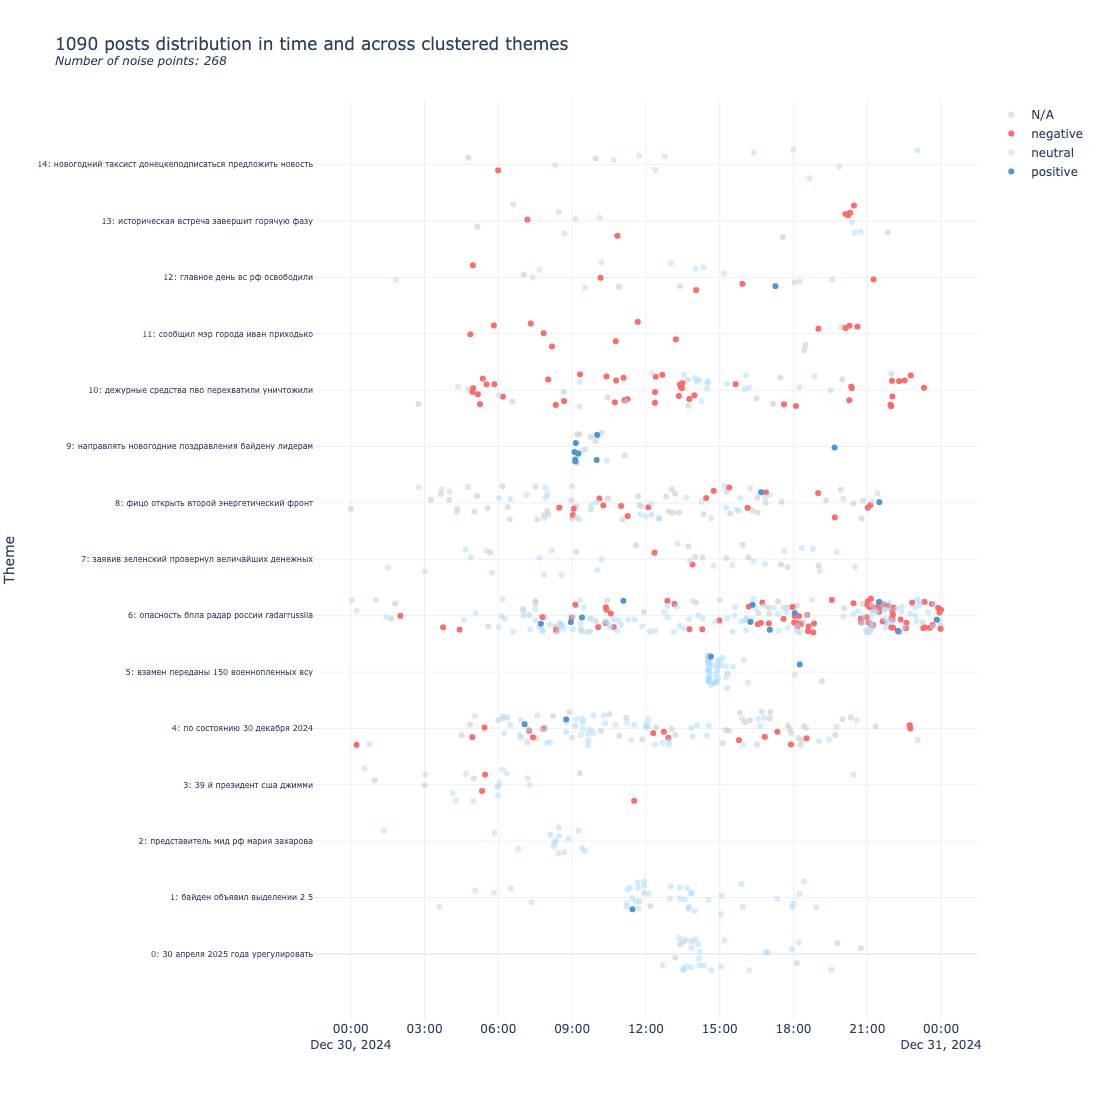 1090 posts distribution in time and across clustered themes
Number of noise points: 268
N/A
negative
neutral
positive
Theme
14: новогодний таксист донецкеподписаться предложить новость
13: историческая встреча завершит горячую фазу
12: главное день вс рф освободили
11: сообщил мэр города иван приходько
10: дежурные средства пво перехватили уничтожили
9: направлять новогодние поздравления байдену лидерам
8: фицо открыть второй энергетический фронт
7: заявив зеленский провернул величайших денежных
6: опасность бпла радар россии radarrussiia
5: взамен переданы 150 военнопленных всу
4: по состоянию 30 декабря 2024
3: 39 й президент сша джимми
2: представитель мид рф мария захарова
1: байден объявил выделении 2 5
0: 30 апреля 2025 года урегулировать
00:00 03:00 06:00 09:00 12:00 15:00 18:00 21:00 00:00
Dec 30, 2024 Dec 31, 2024